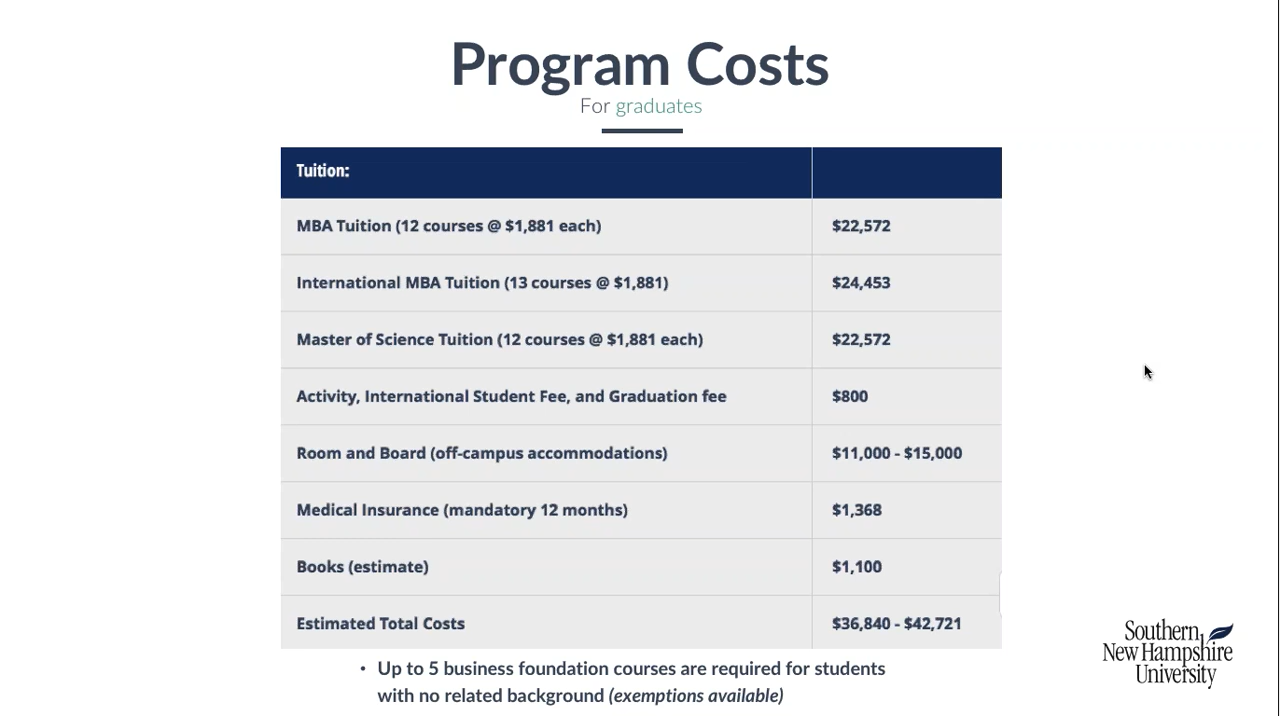 Program Costs
For graduates
Tuition:
MBA Tuition (12 courses @ $1,881 each) $22,572
International MBA Tuition (13 courses @ $1,881) $24,453
Master of Science Tuition (12 courses @ $1,881 each) $22,572
Activity, International Student Fee, and Graduation fee $800
Room and Board (off-campus accommodations) $11,000 - $15,000
Medical Insurance (mandatory 12 months) $1,368
Books (estimate) $1,100
Estimated Total Costs $36,840 - $42,721
• Up to 5 business foundation courses are required for students
with no related background (exemptions available)
Southern
New Hampshire
University